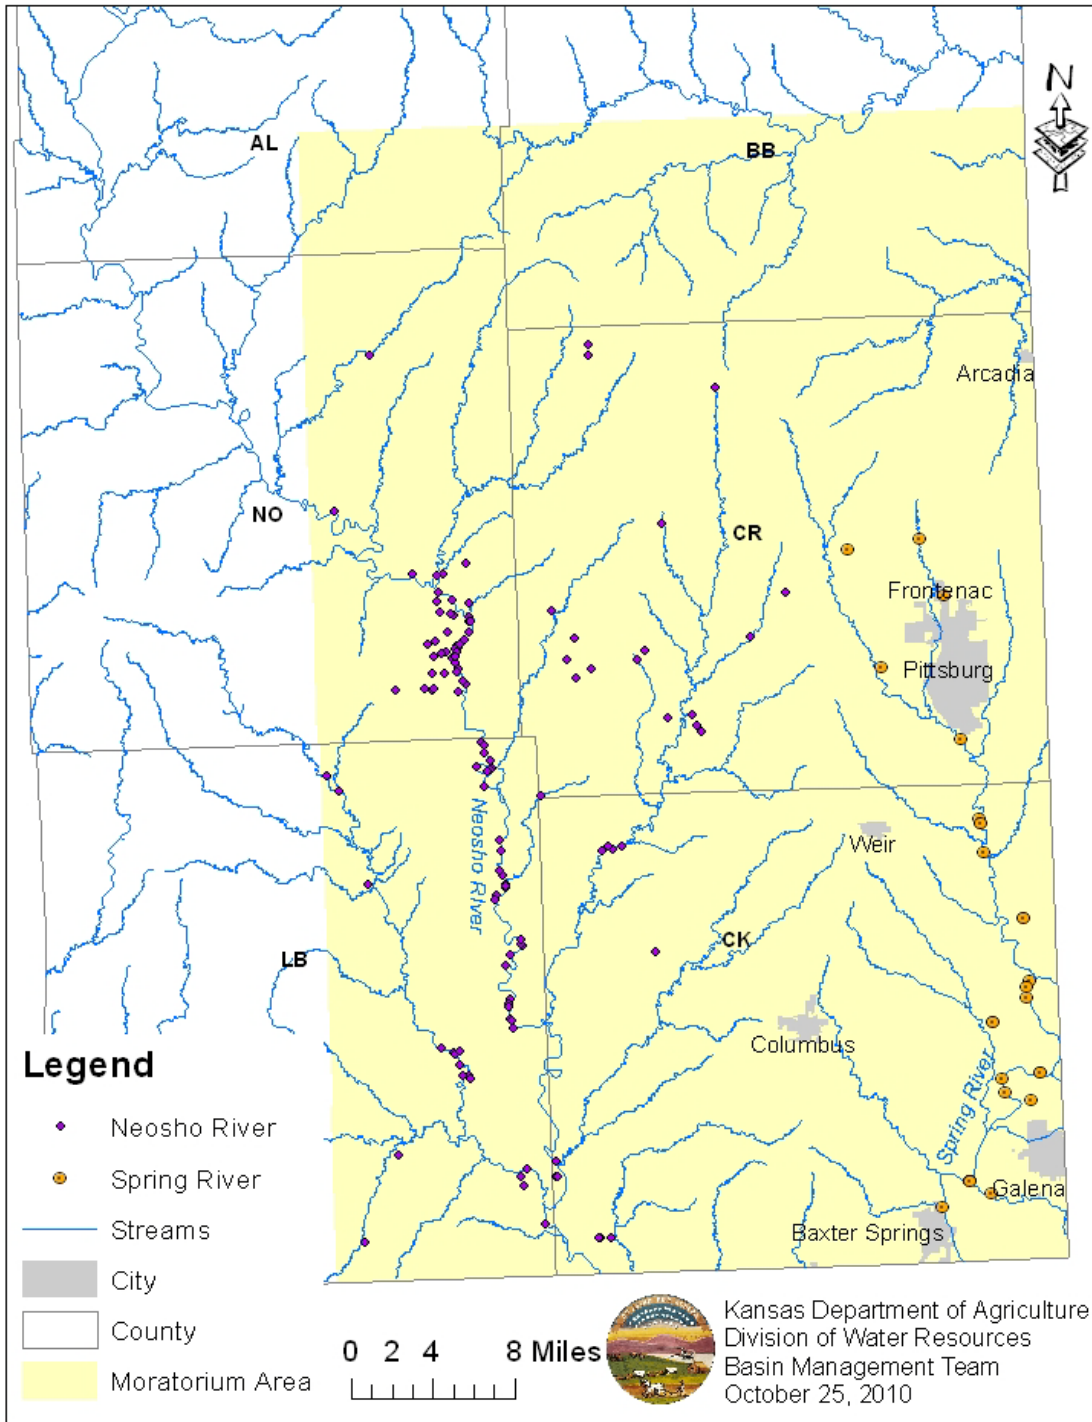 N
AL
BB
Arcadia
NO
CR
Frontenac
Pittsburg
Neosho River
Weir
LB
CK
Columbus
Spring River
Galena
Baxter Springs
Legend
Neosho River
Spring River
Streams
City
County
Moratorium Area
0 2 4 8 Miles
Kansas Department of Agriculture
Division of Water Resources
Basin Management Team
October 25, 2010